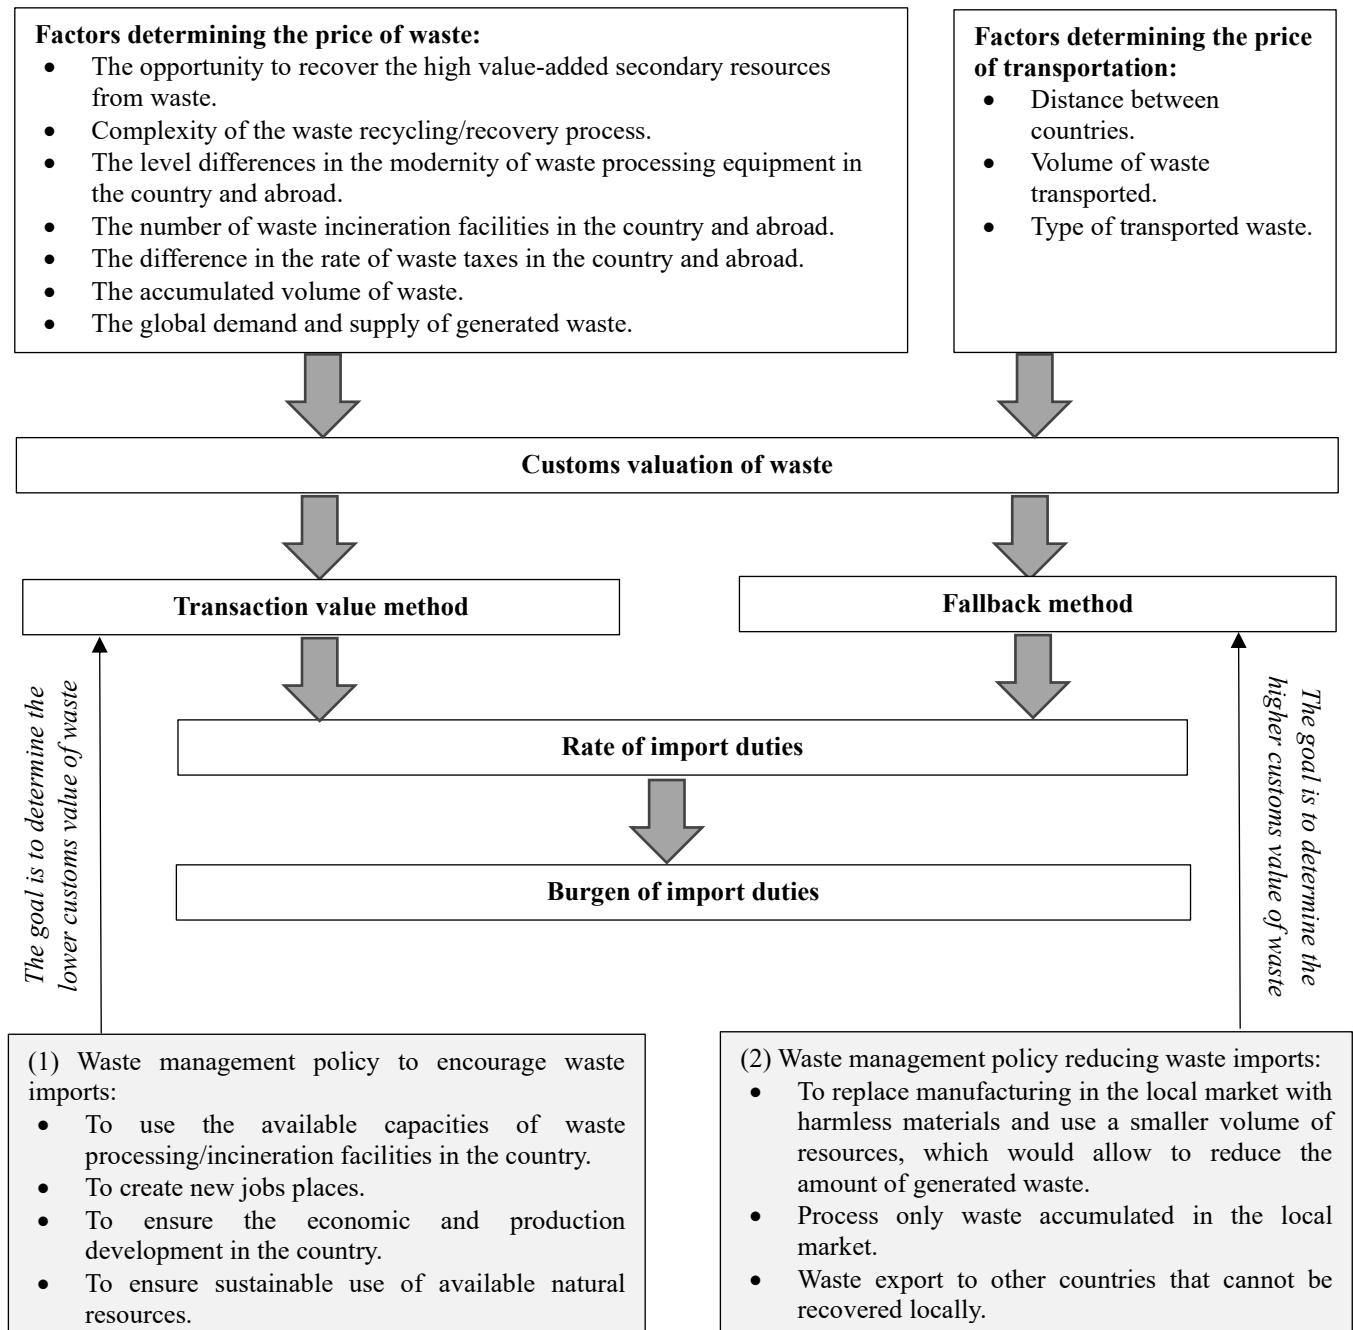 Factors determining the price of waste:
• The opportunity to recover the high value-added secondary resources
from waste.
• Complexity of the waste recycling/recovery process.
• The level differences in the modernity of waste processing equipment in
the country and abroad.
• The number of waste incineration facilities in the country and abroad.
• The difference in the rate of waste taxes in the country and abroad.
• The accumulated volume of waste.
• The global demand and supply of generated waste.
Factors determining the price
of transportation:
• Distance between
countries.
• Volume of waste
transported.
• Type of transported waste.
Customs valuation of waste
Transaction value method
Fallback method
The goal is to determine the
lower customs value of waste
The goal is to determine the
higher customs value of waste
Rate of import duties
Burgen of import duties
(1) Waste management policy to encourage waste
imports:
• To use the available capacities of waste
processing/incineration facilities in the country.
• To create new jobs places.
• To ensure the economic and production
development in the country.
• To ensure sustainable use of available natural
resources.
(2) Waste management policy reducing waste imports:
• To replace manufacturing in the local market with
harmless materials and use a smaller volume of
resources, which would allow to reduce the
amount of generated waste.
• Process only waste accumulated in the local
market.
• Waste export to other countries that cannot be
recovered locally.